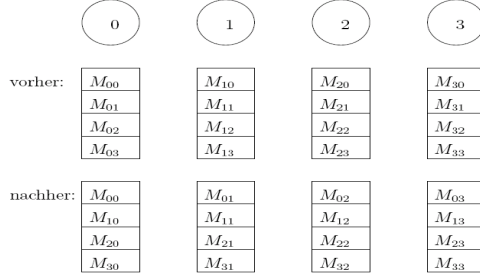 0 1 2 3
vorher: M₀₀ M₁₀ M₂₀ M₃₀
M₀₁ M₁₁ M₂₁ M₃₁
M₀₂ M₁₂ M₂₂ M₃₂
M₀₃ M₁₃ M₂₃ M₃₃
nachher: M₀₀ M₀₁ M₀₂ M₀₃
M₁₀ M₁₁ M₁₂ M₁₃
M₂₀ M₂₁ M₂₂ M₂₃
M₃₀ M₃₁ M₃₂ M₃₃